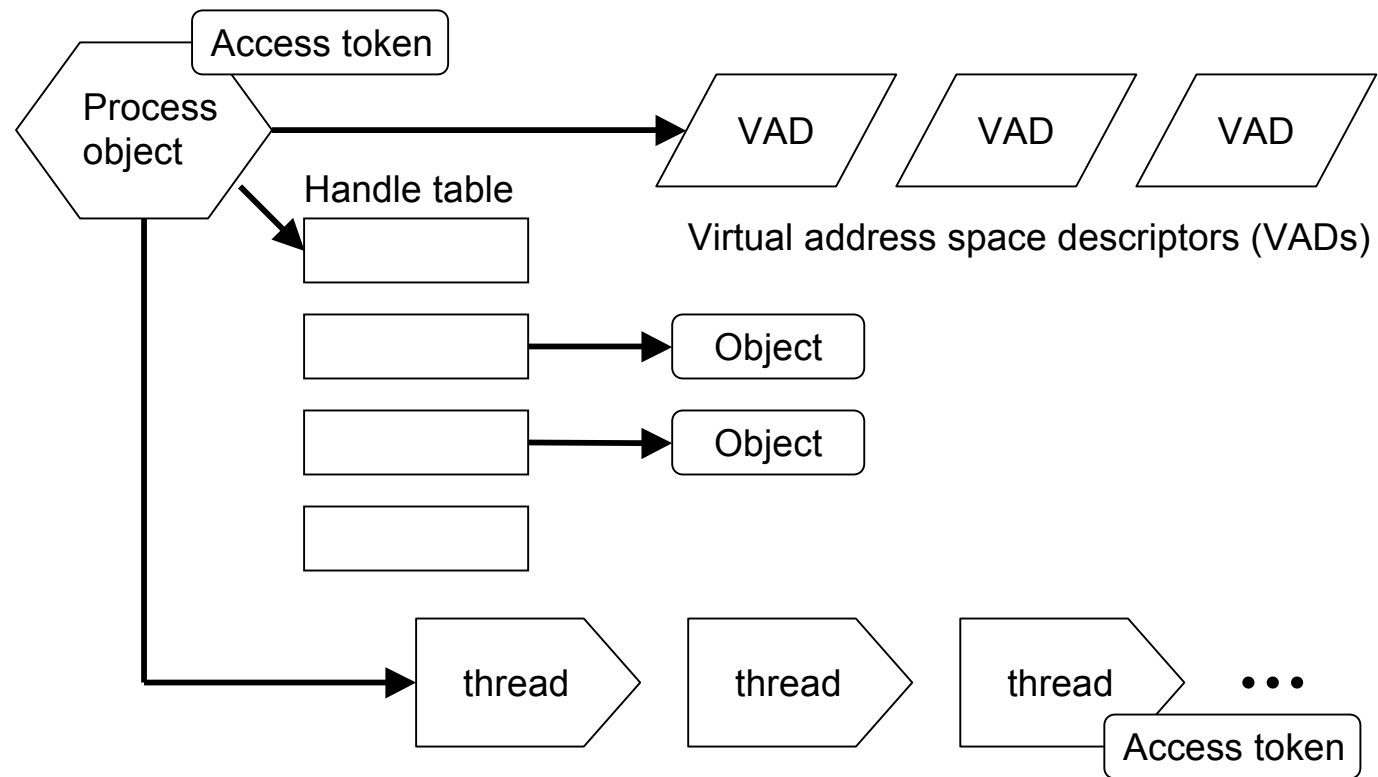 Access token
Process
object
VAD
VAD
VAD
Handle table
Virtual address space descriptors (VADs)
Object
Object
thread
thread
thread
...
Access token